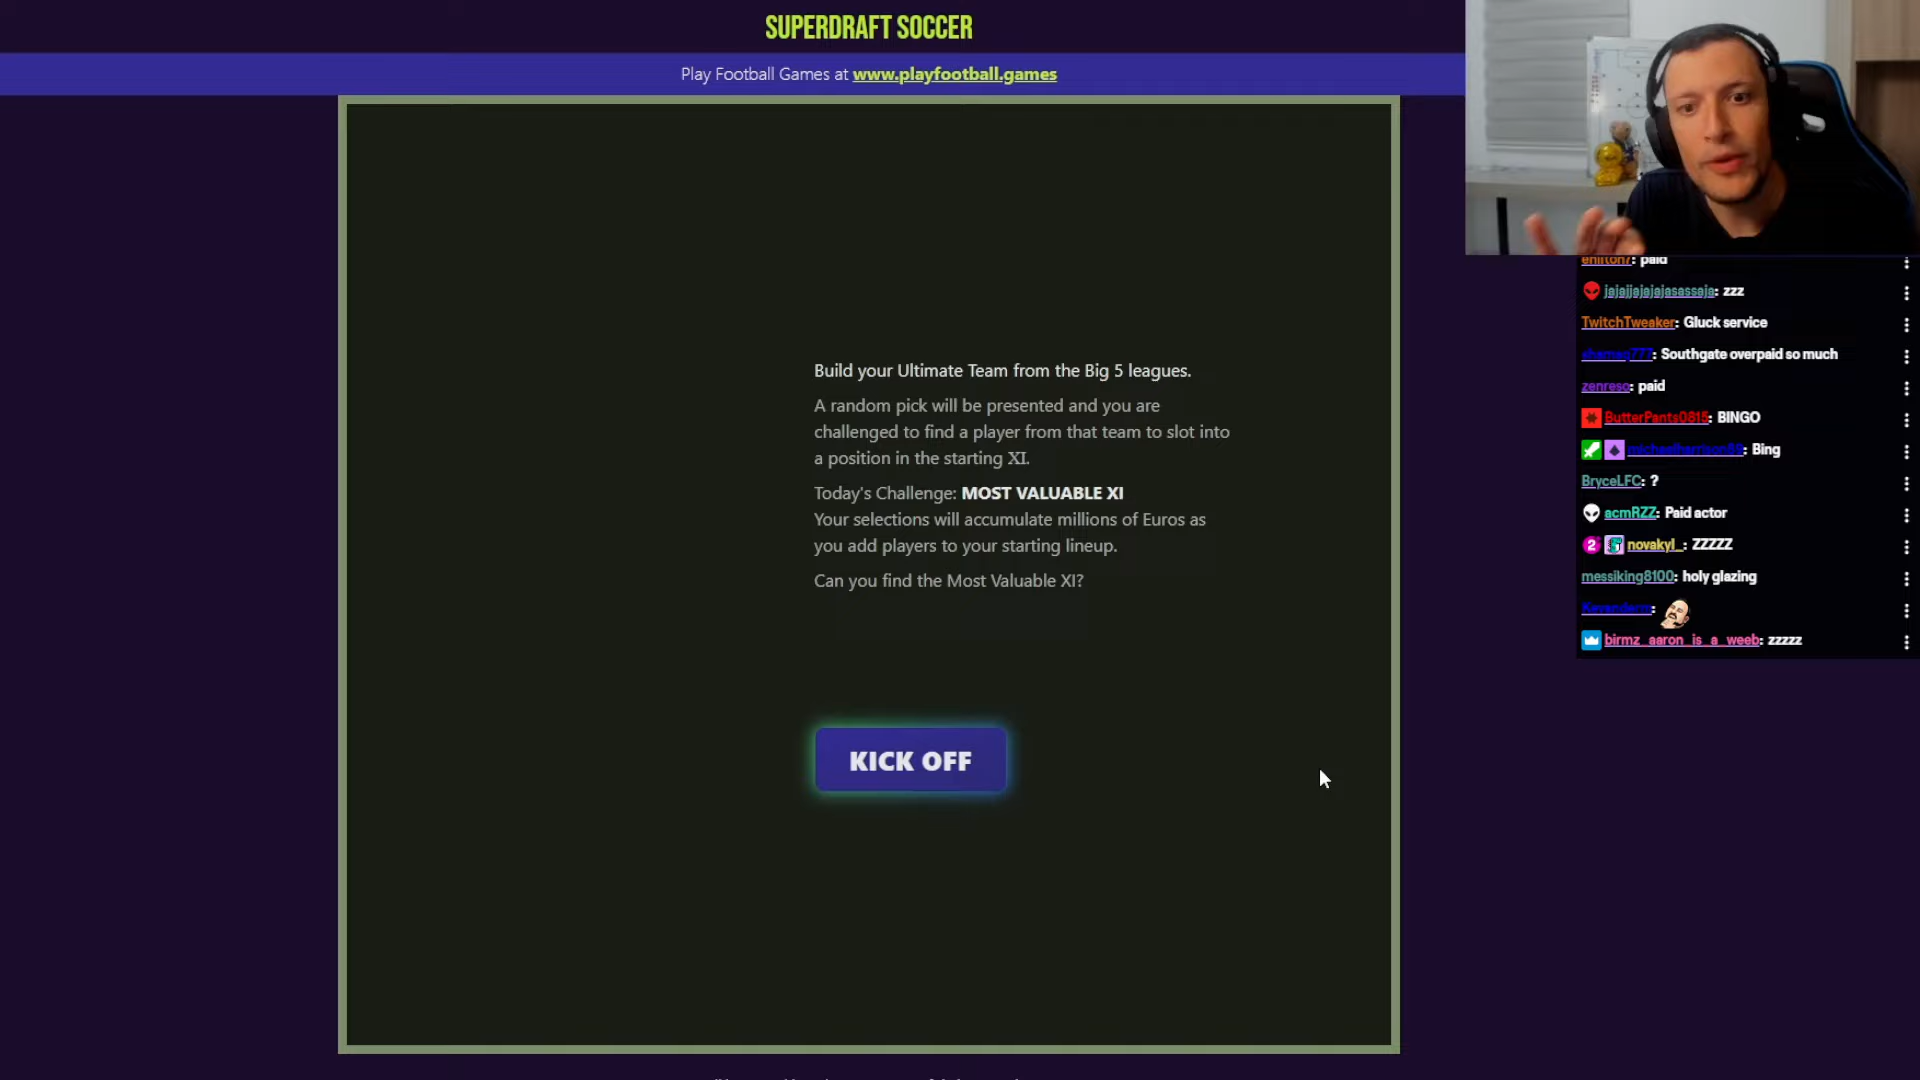 SUPERDRAFT SOCCER
Play Football Games at www.playfootball.games
Build your Ultimate Team from the Big 5 leagues.
A random pick will be presented and you are
challenged to find a player from that team to slot into
a position in the starting XI.
Today's Challenge: MOST VALUABLE XI
Your selections will accumulate millions of Euros as
you add players to your starting lineup.
Can you find the Most Valuable XI?
KICK OFF
paid
jajajjajajajasassaja: zzz
TwitchTweaker: Gluck service
shamaq777: Southgate overpaid so much
zenreso: paid
ButterPants0815: BINGO
michaelharrison89: Bing
BryceLFC: ?
acmRZZ: Paid actor
2 novakyl_: ZZZZZ
messiking8100: holy glazing
birmz_aaron_is_a_weeb: zzzzz